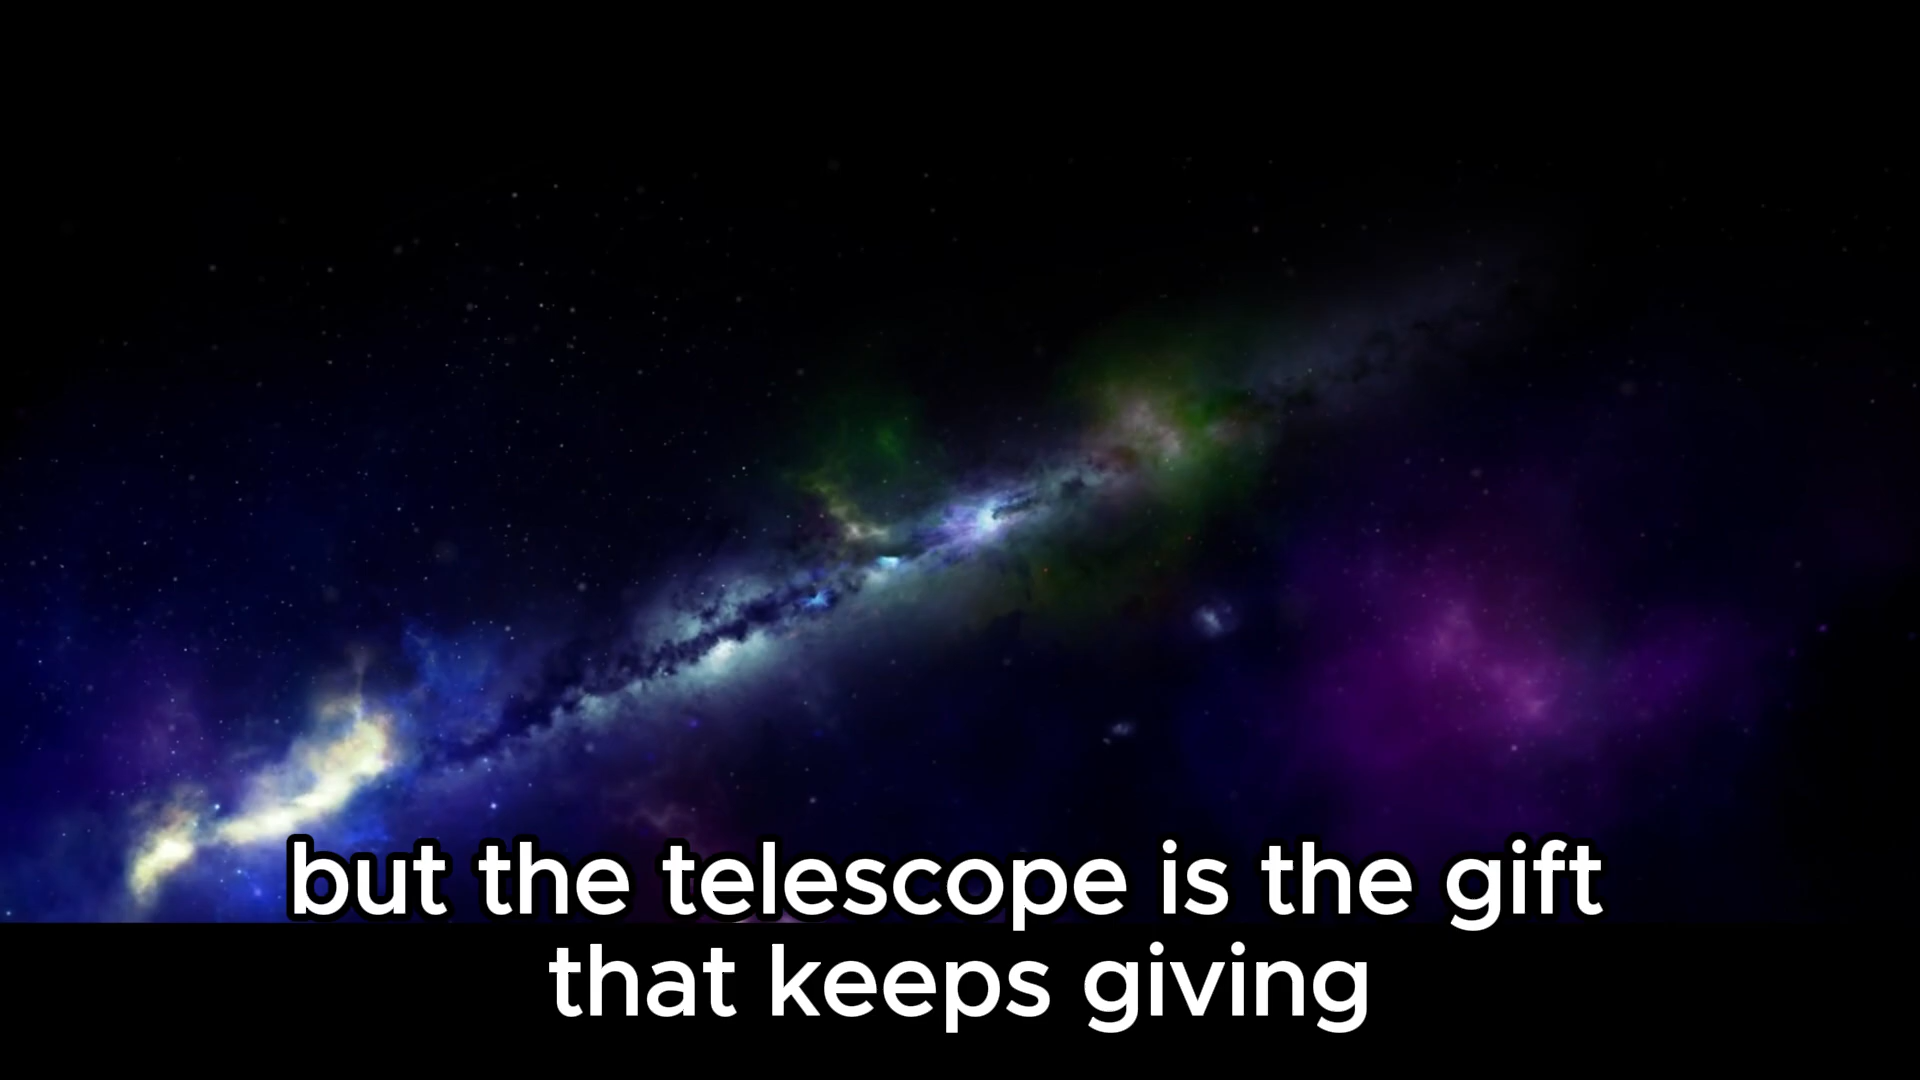 but the telescope is the gift
that keeps giving